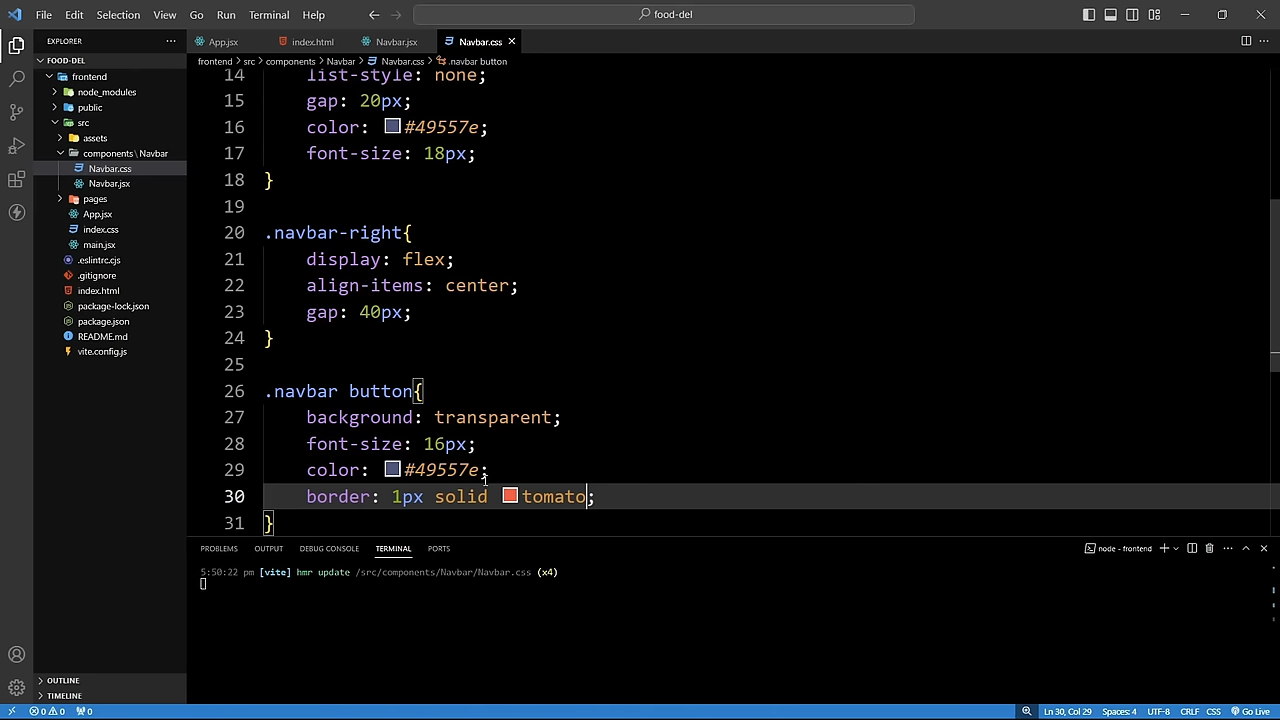 File Edit Selection View Go Run Terminal Help
food-del
EXPLORER
App.jsx index.html Navbar.jsx Navbar.css
FOOD-DEL
frontend > src > components > Navbar > Navbar.css > .navbar button
frontend
node_modules
public
src
assets
components \ Navbar
Navbar.css
Navbar.jsx
pages
App.jsx
index.css
main.jsx
.eslintrc.cjs
.gitignore
index.html
package-lock.json
package.json
README.md
vite.config.js
OUTLINE
TIMELINE
14 list-style: none;
15 gap: 20px;
16 color: #49557e;
17 font-size: 18px;
18 }
19
20 .navbar-right{
21 display: flex;
22 align-items: center;
23 gap: 40px;
24 }
25
26 .navbar button{
27 background: transparent;
28 font-size: 16px;
29 color: #49557e;
30 border: 1px solid tomato;
31 }
PROBLEMS OUTPUT DEBUG CONSOLE TERMINAL PORTS
node - frontend
5:50:22 pm [vite] hmr update /src/components/Navbar/Navbar.css (x4)
0 0 0
Ln 30, Col 29 Spaces: 4 UTF-8 CRLF CSS Go Live